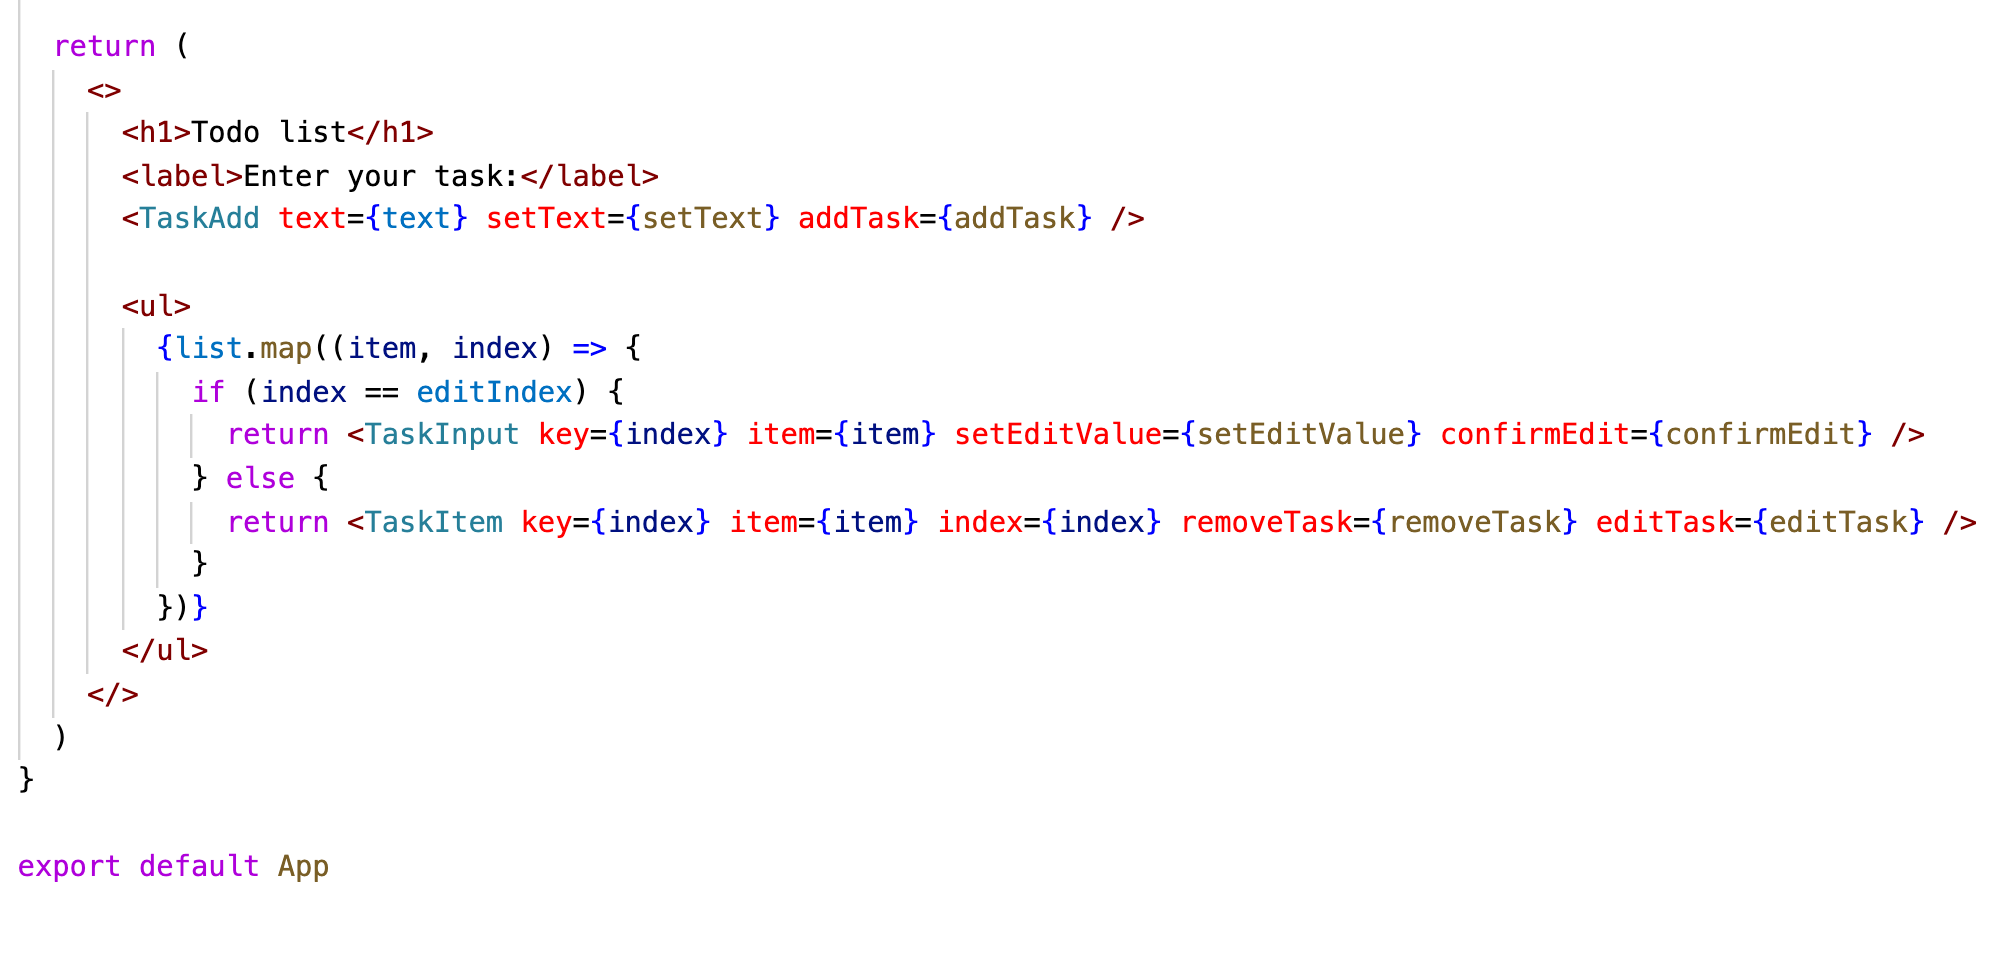 return (
<>
<h1>Todo list</h1>
<label>Enter your task:</label>
<TaskAdd text={text} setText={setText} addTask={addTask} />
<ul>
{list.map((item, index) => {
if (index == editIndex) {
return <TaskInput key={index} item={item} setEditValue={setEditValue} confirmEdit={confirmEdit} />
} else {
return <TaskItem key={index} item={item} index={index} removeTask={removeTask} editTask={editTask} />
}
})}
</ul>
</>
)
}
export default App